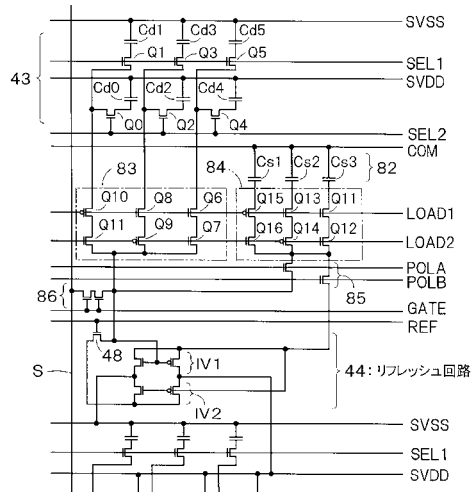 Cd1 Cd3 Cd5 SVSS
Q1 Q3 Q5 SEL1
43 SVDD
Cd0 Cd2 Cd4
Q0 Q2 Q4 SEL2
COM
83 84 Cs1 Cs2 Cs3 82
Q10 Q8 Q6 Q15 Q13 Q11 LOAD1
Q11 Q9 Q7 Q16 Q14 Q12 LOAD2
POLA
POLB
86 85
GATE
REF
48
S IV1 44:リフレッシュ回路
IV2
SVSS
SEL1
SVDD